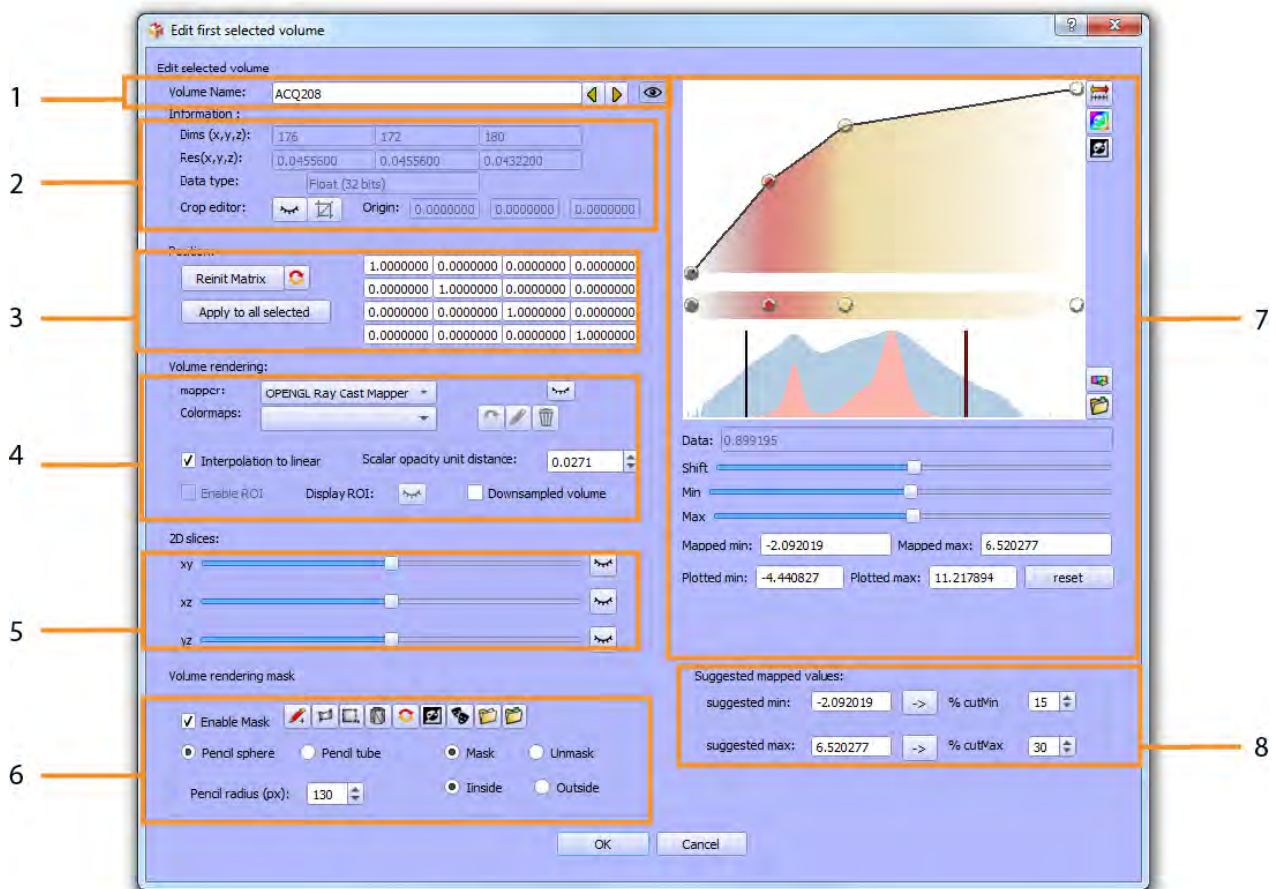 Edit first selected volume
Edit selected volume
1
Volume Name: ACQ208
Information :
2
Dims (x,y,z): 176 172 180
Res(x,y,z): 0.0455600 0.0455600 0.0432200
Data type: Float (32 bits)
Crop editor: Origin: 0.0000000 0.0000000 0.0000000
Position:
3
Reinit Matrix
Apply to all selected
1.0000000 0.0000000 0.0000000 0.0000000
0.0000000 1.0000000 0.0000000 0.0000000
0.0000000 0.0000000 1.0000000 0.0000000
0.0000000 0.0000000 0.0000000 1.0000000
Volume rendering:
4
mapper: OPENGL Ray Cast Mapper
Colormaps:
Interpolation to linear Scalar opacity unit distance: 0.0271
Enable ROI Display ROI: Downsampled volume
2D slices:
5
xy
xz
yz
Volume rendering mask
6
Enable Mask
Pencil sphere Pencil tube Mask Unmask
Pencil radius (px): 130 Iinside Outside
7
Data: 0.899195
Shift
Min
Max
Mapped min: -2.092019 Mapped max: 6.520277
Plotted min: -4.440827 Plotted max: 11.217894 reset
8
Suggested mapped values:
suggested min: -2.092019 -> % cutMin 15
suggested max: 6.520277 -> % cutMax 30
OK Cancel